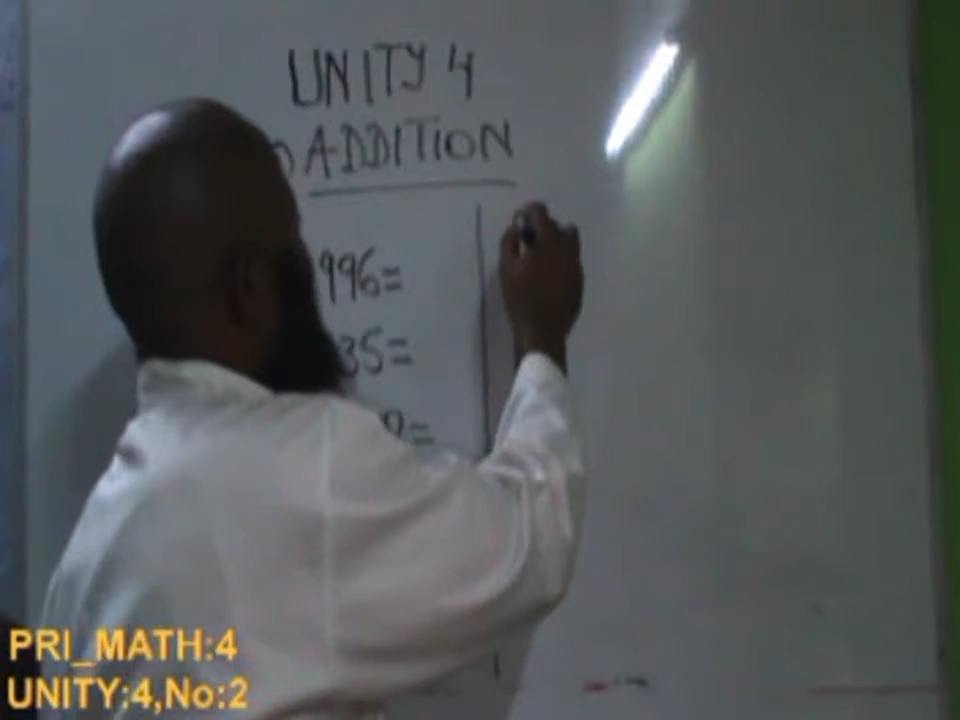 UNITY 4
ADDITION
996=
35=
PRI_MATH:4
UNITY:4,No:2